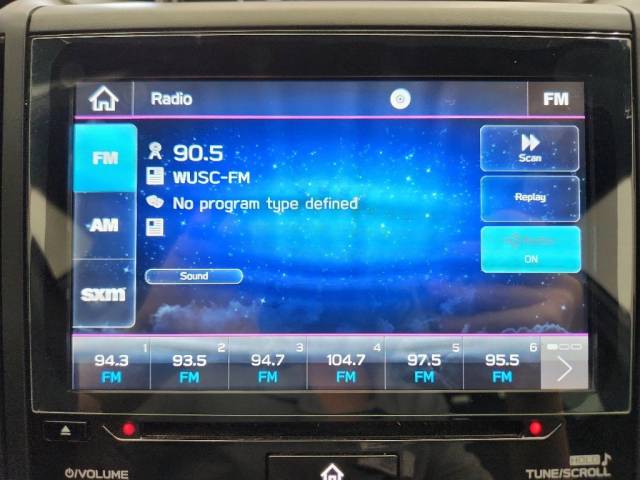 Radio FM
FM
90.5
Scan
WUSC-FM
Replay
No program type defined
AM
ON
Sound
sxm
1 2 3 4 5 6
94.3 93.5 94.7 104.7 97.5 95.5
FM FM FM FM FM FM
HOLD
/VOLUME TUNE/SCROLL